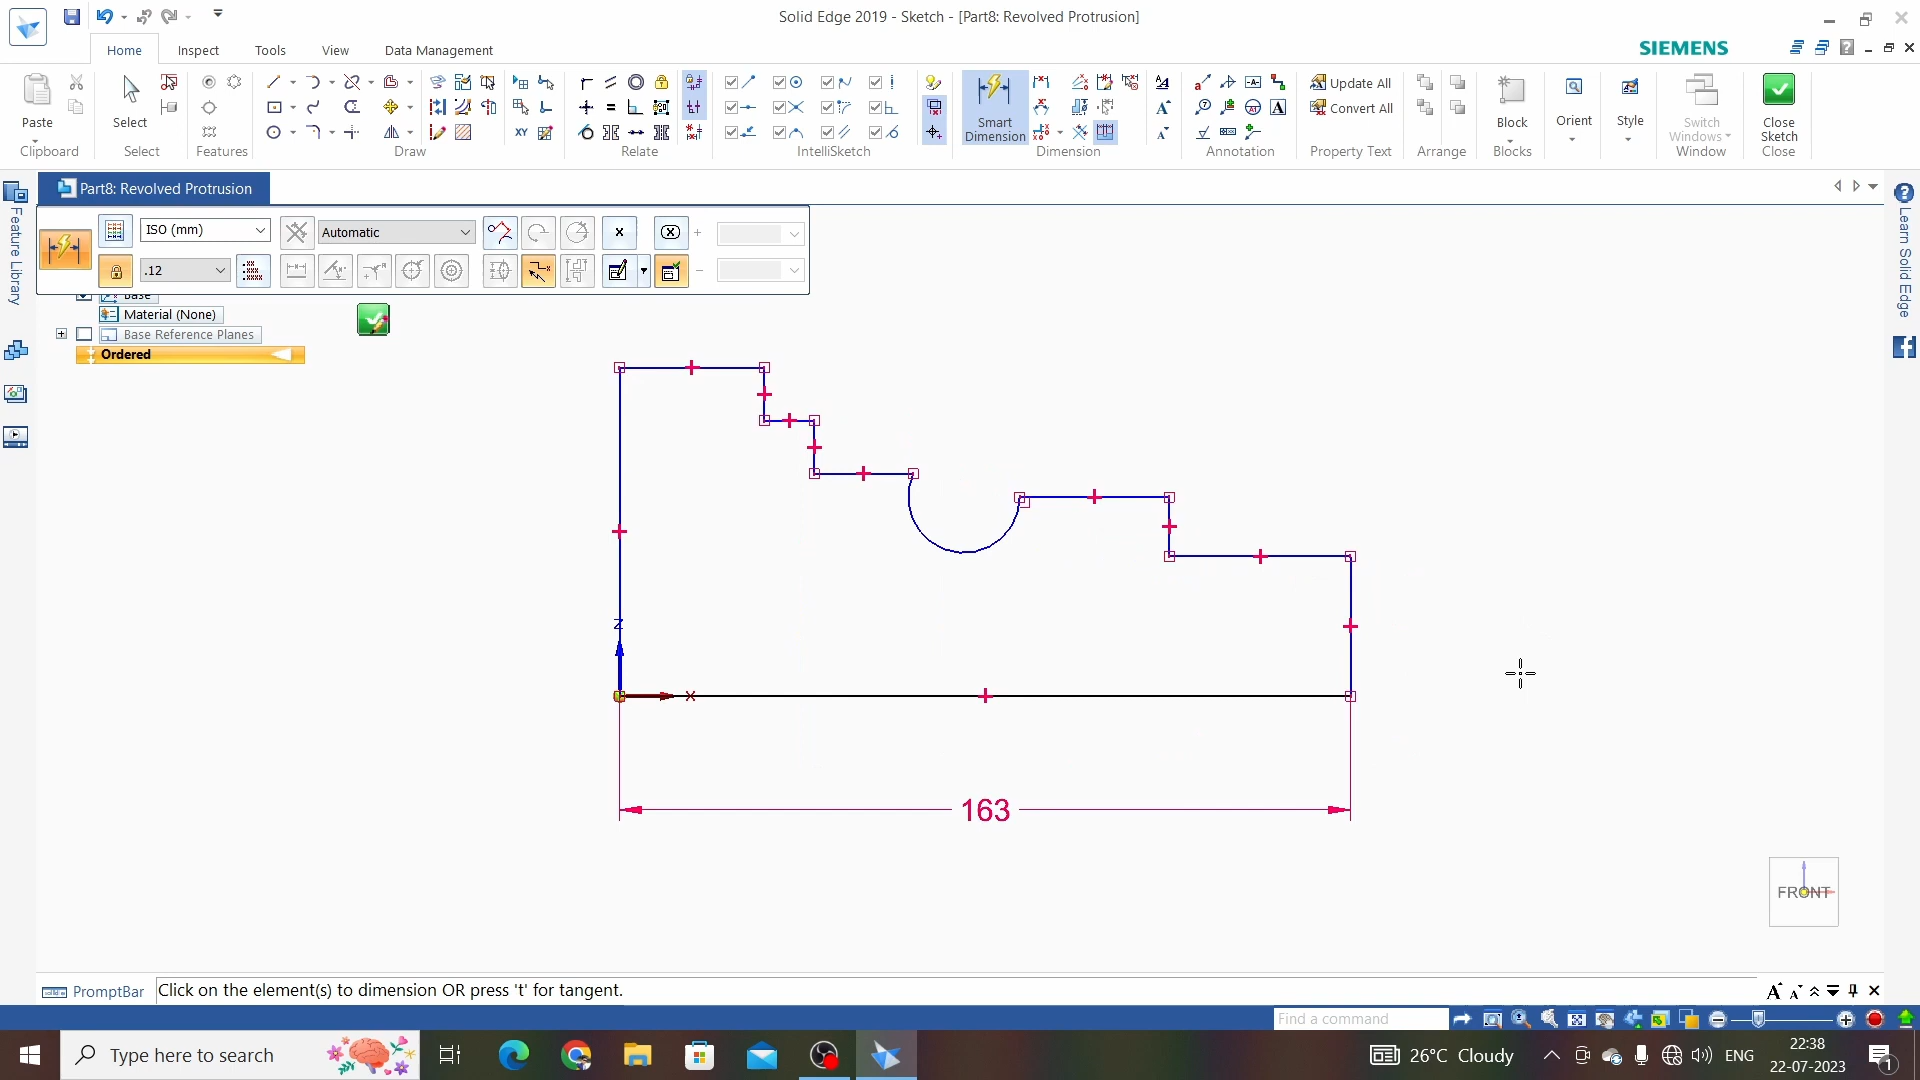 Solid Edge 2019 - Sketch - [Part8: Revolved Protrusion]
Home
Inspect
Tools
View
Data Management
SIEMENS
Paste
Clipboard
Select
Select
Features
Draw
XY
Relate
IntelliSketch
Smart
Dimension
Dimension
Annotation
Update All
Convert All
Property Text
Arrange
Block
Blocks
Orient
Style
Switch
Windows
Window
Close
Sketch
Close
Part8: Revolved Protrusion
ISO (mm)
Automatic
.12
Base
Material (None)
Base Reference Planes
Ordered
Feature Library
Learn Solid Edge
Z
X
163
FRONT
PromptBar
Click on the element(s) to dimension OR press 't' for tangent.
Find a command
Type here to search
26°C Cloudy
ENG
22:38
22-07-2023
1